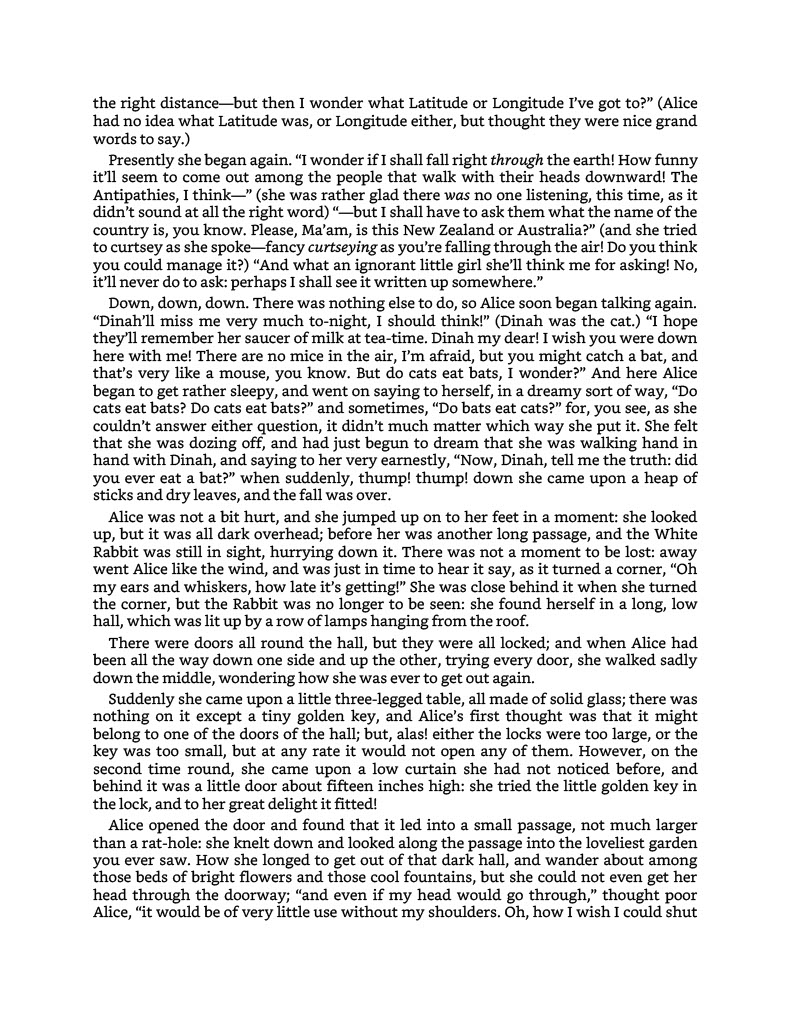 the right distance—but then I wonder what Latitude or Longitude I’ve got to?” (Alice
had no idea what Latitude was, or Longitude either, but thought they were nice grand
words to say.)
Presently she began again. “I wonder if I shall fall right through the earth! How funny
it’ll seem to come out among the people that walk with their heads downward! The
Antipathies, I think—” (she was rather glad there was no one listening, this time, as it
didn’t sound at all the right word) “—but I shall have to ask them what the name of the
country is, you know. Please, Ma’am, is this New Zealand or Australia?” (and she tried
to curtsey as she spoke—fancy curtseying as you’re falling through the air! Do you think
you could manage it?) “And what an ignorant little girl she’ll think me for asking! No,
it’ll never do to ask: perhaps I shall see it written up somewhere.”
Down, down, down. There was nothing else to do, so Alice soon began talking again.
“Dinah’ll miss me very much to-night, I should think!” (Dinah was the cat.) “I hope
they’ll remember her saucer of milk at tea-time. Dinah my dear! I wish you were down
here with me! There are no mice in the air, I’m afraid, but you might catch a bat, and
that’s very like a mouse, you know. But do cats eat bats, I wonder?” And here Alice
began to get rather sleepy, and went on saying to herself, in a dreamy sort of way, “Do
cats eat bats? Do cats eat bats?” and sometimes, “Do bats eat cats?” for, you see, as she
couldn’t answer either question, it didn’t much matter which way she put it. She felt
that she was dozing off, and had just begun to dream that she was walking hand in
hand with Dinah, and saying to her very earnestly, “Now, Dinah, tell me the truth: did
you ever eat a bat?” when suddenly, thump! thump! down she came upon a heap of
sticks and dry leaves, and the fall was over.
Alice was not a bit hurt, and she jumped up on to her feet in a moment: she looked
up, but it was all dark overhead; before her was another long passage, and the White
Rabbit was still in sight, hurrying down it. There was not a moment to be lost: away
went Alice like the wind, and was just in time to hear it say, as it turned a corner, “Oh
my ears and whiskers, how late it’s getting!” She was close behind it when she turned
the corner, but the Rabbit was no longer to be seen: she found herself in a long, low
hall, which was lit up by a row of lamps hanging from the roof.
There were doors all round the hall, but they were all locked; and when Alice had
been all the way down one side and up the other, trying every door, she walked sadly
down the middle, wondering how she was ever to get out again.
Suddenly she came upon a little three-legged table, all made of solid glass; there was
nothing on it except a tiny golden key, and Alice’s first thought was that it might
belong to one of the doors of the hall; but, alas! either the locks were too large, or the
key was too small, but at any rate it would not open any of them. However, on the
second time round, she came upon a low curtain she had not noticed before, and
behind it was a little door about fifteen inches high: she tried the little golden key in
the lock, and to her great delight it fitted!
Alice opened the door and found that it led into a small passage, not much larger
than a rat-hole: she knelt down and looked along the passage into the loveliest garden
you ever saw. How she longed to get out of that dark hall, and wander about among
those beds of bright flowers and those cool fountains, but she could not even get her
head through the doorway; “and even if my head would go through,” thought poor
Alice, “it would be of very little use without my shoulders. Oh, how I wish I could shut